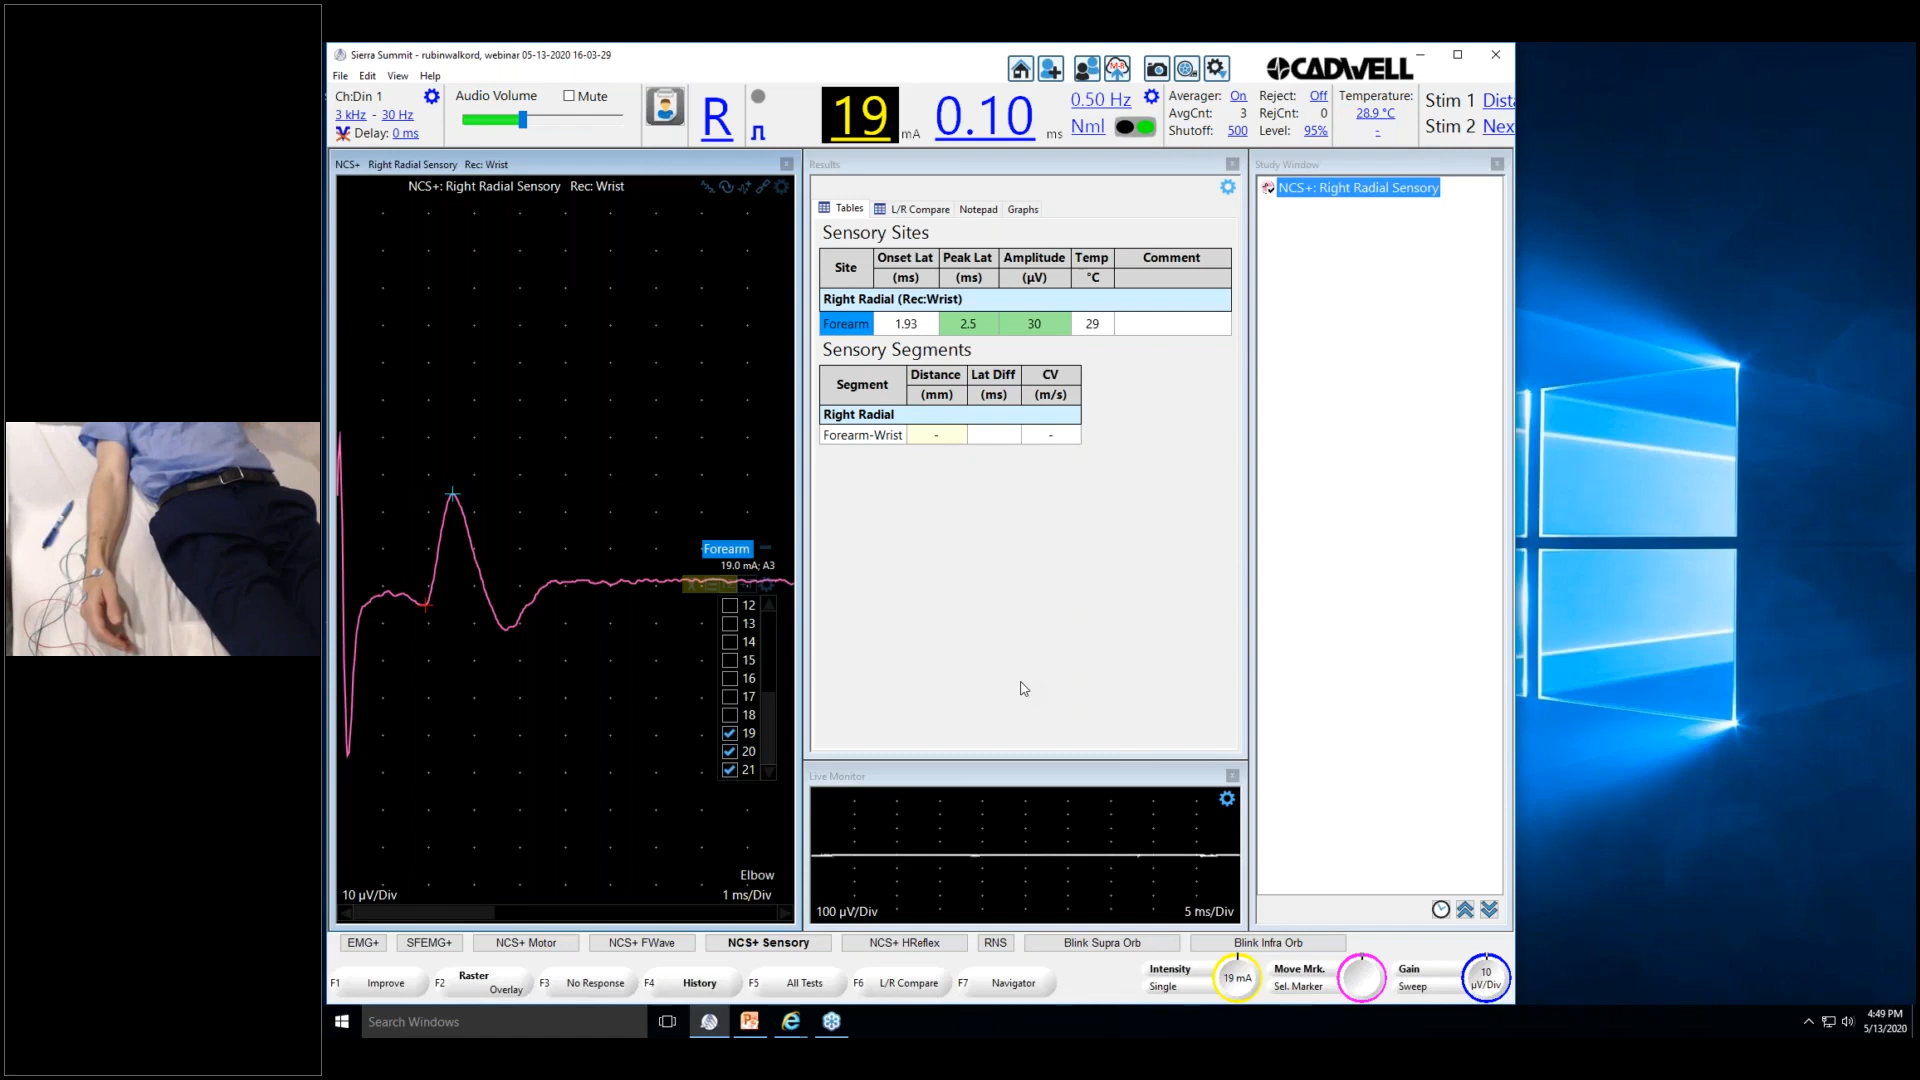 Sierra Summit - rubinwalkord, webinar 05-13-2020 16-03-29
File Edit View Help
CADWELL
Ch:Din 1
3 kHz - 30 Hz
Delay: 0 ms
Audio Volume
Mute
R
19 mA
0.10 ms
0.50 Hz
Nml
Averager: On
AvgCnt: 3
Shutoff: 500
Reject: Off
RejCnt: 0
Level: 95%
Temperature:
28.9 °C
-
Stim 1 Dista
Stim 2 Nex
NCS+ Right Radial Sensory Rec: Wrist
NCS+: Right Radial Sensory Rec: Wrist
Forearm
19.0 mA; A3
12
13
14
15
16
17
18
19
20
21
Elbow
10 µV/Div
1 ms/Div
Results
Tables L/R Compare Notepad Graphs
Sensory Sites
Site Onset Lat Peak Lat Amplitude Temp Comment
(ms) (ms) (µV) °C
Right Radial (Rec:Wrist)
Forearm 1.93 2.5 30 29
Sensory Segments
Segment Distance Lat Diff CV
(mm) (ms) (m/s)
Right Radial
Forearm-Wrist - -
Live Monitor
100 µV/Div
5 ms/Div
Study Window
NCS+: Right Radial Sensory
EMG+ SFEMG+ NCS+ Motor NCS+ FWave NCS+ Sensory NCS+ HReflex RNS Blink Supra Orb Blink Infra Orb
F1 Improve
F2 Raster Overlay
F3 No Response
F4 History
F5 All Tests
F6 L/R Compare
F7 Navigator
Intensity
Single
19 mA
Move Mrk.
Sel. Marker
Gain
Sweep
10
µV/Div
Search Windows
4:49 PM
5/13/2020